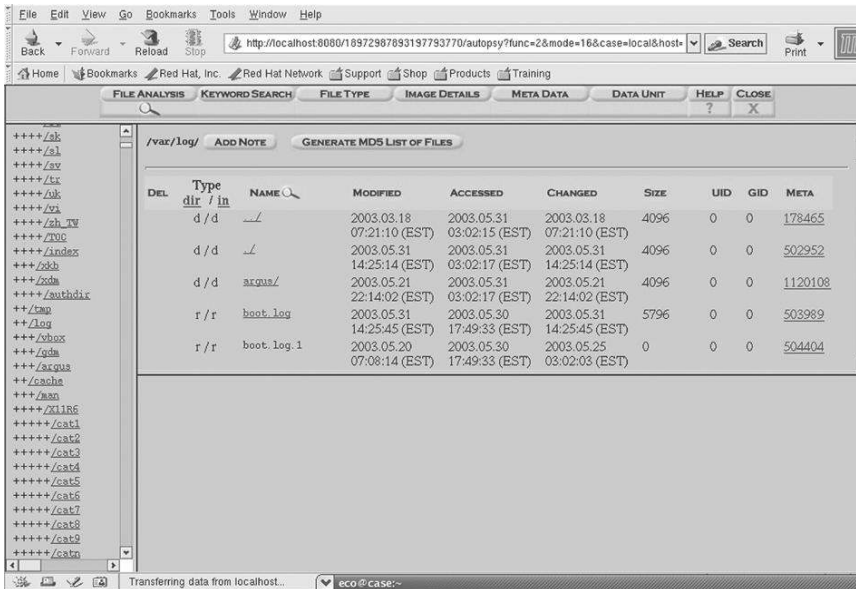 File Edit View Go Bookmarks Tools Window Help
Back Forward Reload Stop http://localhost:8080/18972987893197793770/autopsy?func=2&mode=16&case=local&host= Search Print
Home Bookmarks Red Hat, Inc. Red Hat Network Support Shop Products Training
FILE ANALYSIS KEYWORD SEARCH FILE TYPE IMAGE DETAILS META DATA DATA UNIT HELP CLOSE
? X
++++/sk
++++/sl
++++/sv
++++/tr
++++/uk
++++/vi
++++/zh_TW
++++/TOC
++++/index
+++/xkb
+++/xdm
++++/authdir
++/tmp
++/log
+++/vbox
+++/gdm
+++/argus
++/cache
+++/man
++++/X11R6
+++++/cat1
+++++/cat2
+++++/cat3
+++++/cat4
+++++/cat5
+++++/cat6
+++++/cat7
+++++/cat8
+++++/cat9
+++++/catn
/var/log/ ADD NOTE GENERATE MD5 LIST OF FILES
DEL Type dir / in NAME MODIFIED ACCESSED CHANGED SIZE UID GID META
d / d ../ 2003.03.18 07:21:10 (EST) 2003.05.31 03:02:15 (EST) 2003.03.18 07:21:10 (EST) 4096 0 0 178465
d / d ./ 2003.05.31 14:25:14 (EST) 2003.05.31 03:02:17 (EST) 2003.05.31 14:25:14 (EST) 4096 0 0 502952
d / d argus/ 2003.05.21 22:14:02 (EST) 2003.05.31 03:02:17 (EST) 2003.05.21 22:14:02 (EST) 4096 0 0 1120108
r / r boot.log 2003.05.31 14:25:45 (EST) 2003.05.30 17:49:33 (EST) 2003.05.31 14:25:45 (EST) 5796 0 0 503989
r / r boot.log.1 2003.05.20 07:08:14 (EST) 2003.05.30 17:49:33 (EST) 2003.05.25 03:02:03 (EST) 0 0 0 504404
Transferring data from localhost... eco@case:~